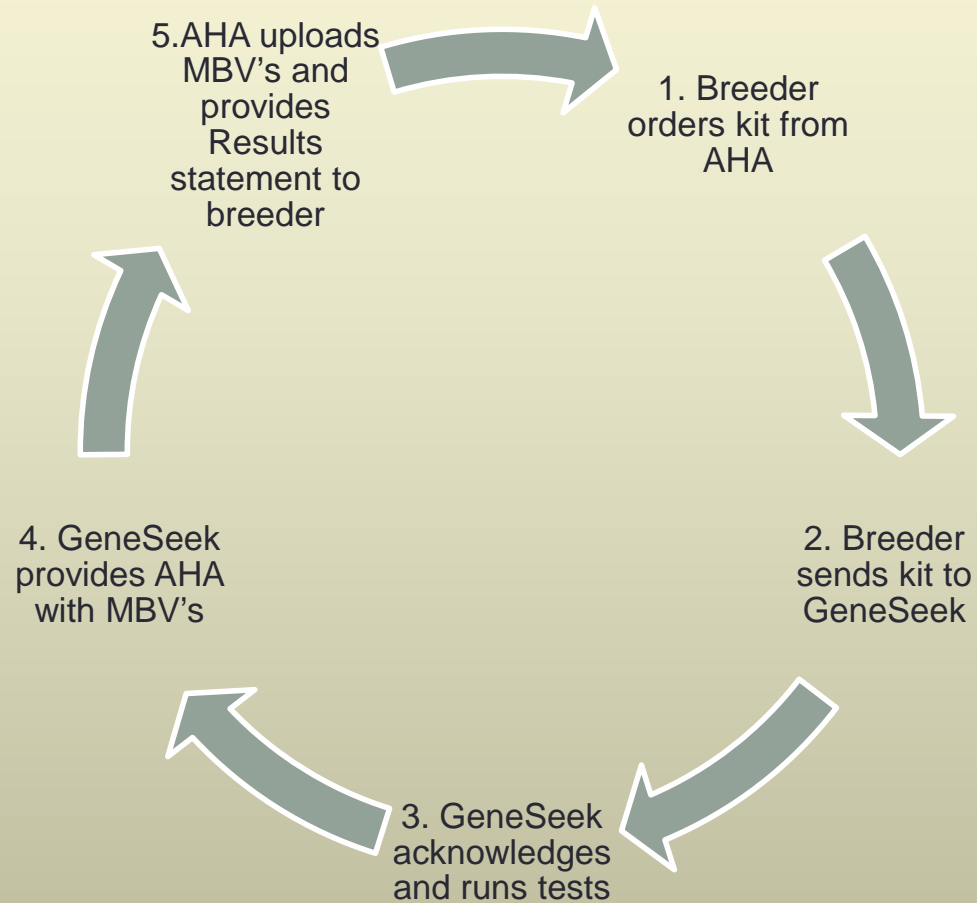 5.AHA uploads
MBV’s and
provides
Results
statement to
breeder
1. Breeder
orders kit from
AHA
2. Breeder
sends kit to
GeneSeek
3. GeneSeek
acknowledges
and runs tests
4. GeneSeek
provides AHA
with MBV’s